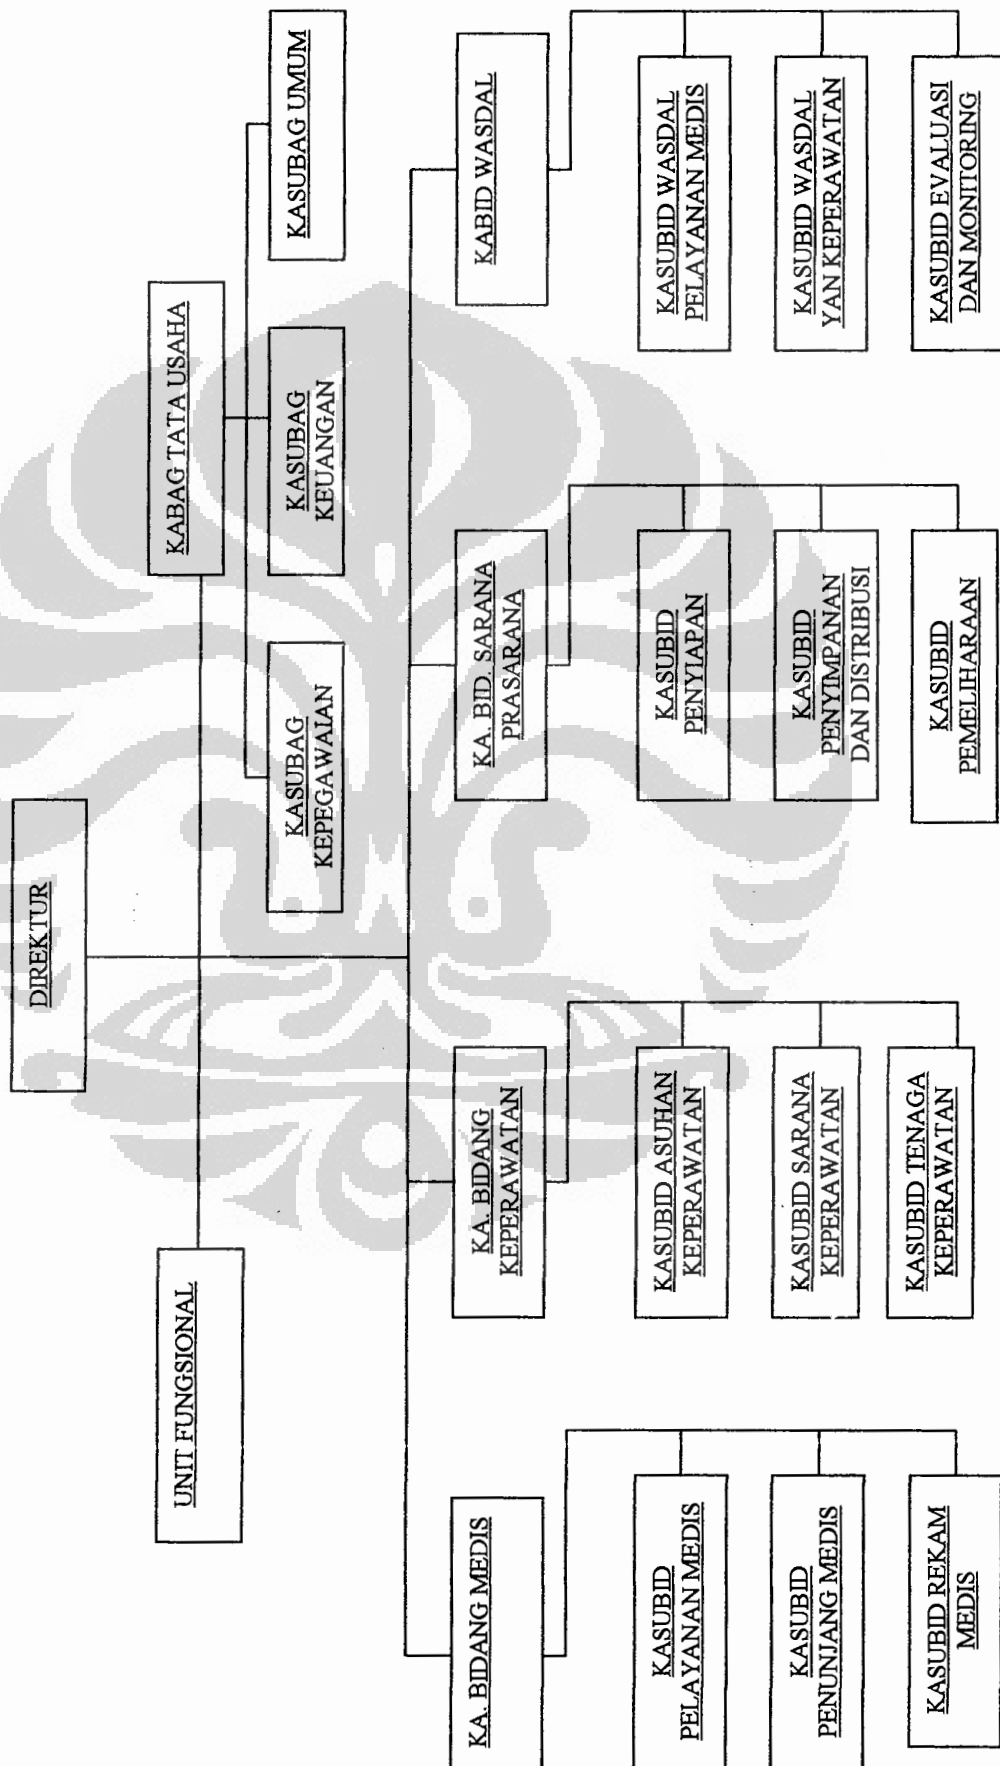 DIREKTUR
UNIT FUNGSIONAL
KABAG TATA USAHA
KASUBAG
KEPEGAWAIAN
KASUBAG
KEUANGAN
KASUBAG UMUM
KA. BIDANG MEDIS
KA. BIDANG
KEPERAWATAN
KA. BID. SARANA
PRASARANA
KABID WASDAL
KASUBID
PELAYANAN MEDIS
KASUBID ASUHAN
KEPERAWATAN
KASUBID
PENYIAPAN
KASUBID WASDAL
PELAYANAN MEDIS
KASUBID
PENUNJANG MEDIS
KASUBID SARANA
KEPERAWATAN
KASUBID
PENYIMPANAN
DAN DISTRIBUSI
KASUBID WASDAL
YAN KEPERAWATAN
KASUBID REKAM
MEDIS
KASUBID TENAGA
KEPERAWATAN
KASUBID
PEMELIHARAAN
KASUBID EVALUASI
DAN MONITORING